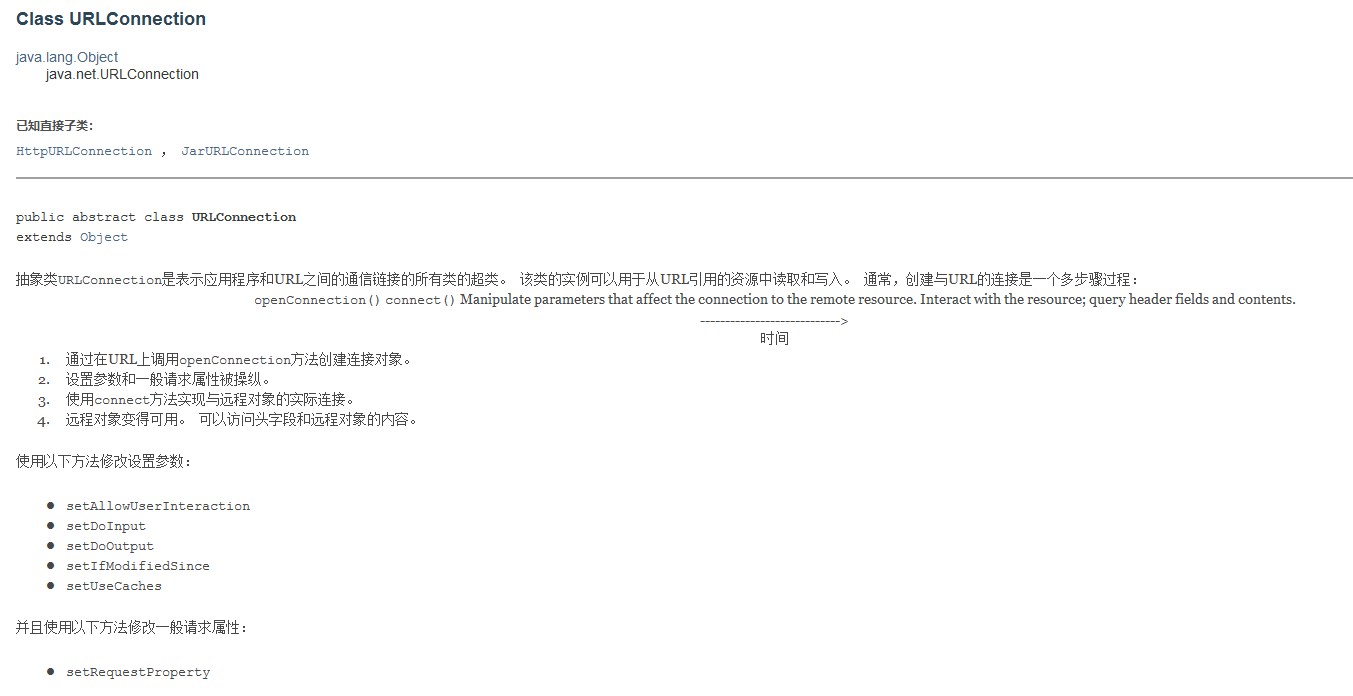 Class URLConnection
java.lang.Object
java.net.URLConnection
已知直接子类:
HttpURLConnection ， JarURLConnection
public abstract class URLConnection
extends Object
抽象类URLConnection是表示应用程序和URL之间的通信链接的所有类的超类。 该类的实例可以用于从URL引用的资源中读取和写入。 通常，创建与URL的连接是一个多步骤过程：
openConnection() connect() Manipulate parameters that affect the connection to the remote resource. Interact with the resource; query header fields and contents.
---------------------------->
时间
1. 通过在URL上调用openConnection方法创建连接对象。
2. 设置参数和一般请求属性被操纵。
3. 使用connect方法实现与远程对象的实际连接。
4. 远程对象变得可用。 可以访问头字段和远程对象的内容。
使用以下方法修改设置参数：
● setAllowUserInteraction
● setDoInput
● setDoOutput
● setIfModifiedSince
● setUseCaches
并且使用以下方法修改一般请求属性：
● setRequestProperty